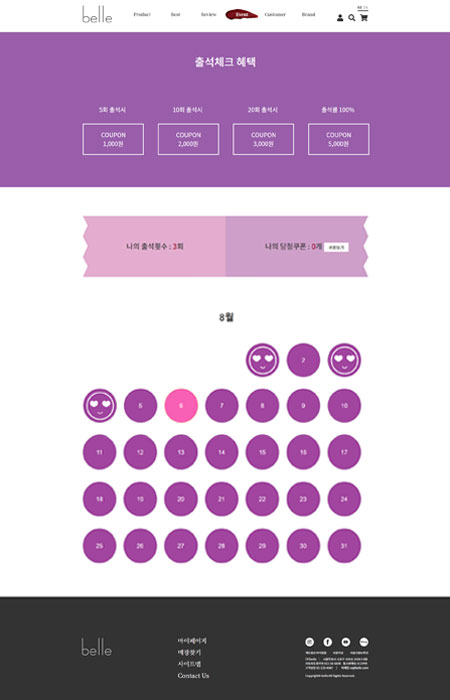 belle
Product
Best
Review
Event
Customer
Brand
출석체크 혜택
5회 출석시
10회 출석시
20회 출석시
출석률 100%
COUPON
1,000원
COUPON
2,000원
COUPON
3,000원
COUPON
5,000원
나의 출석횟수 : 3회
나의 당첨쿠폰 : 0개
8월
2
5 6 7 8 9 10
11 12 13 14 15 16 17
18 19 20 21 22 23 24
25 26 27 28 29 30 31
belle
마이페이지
매장찾기
사이트맵
Contact Us